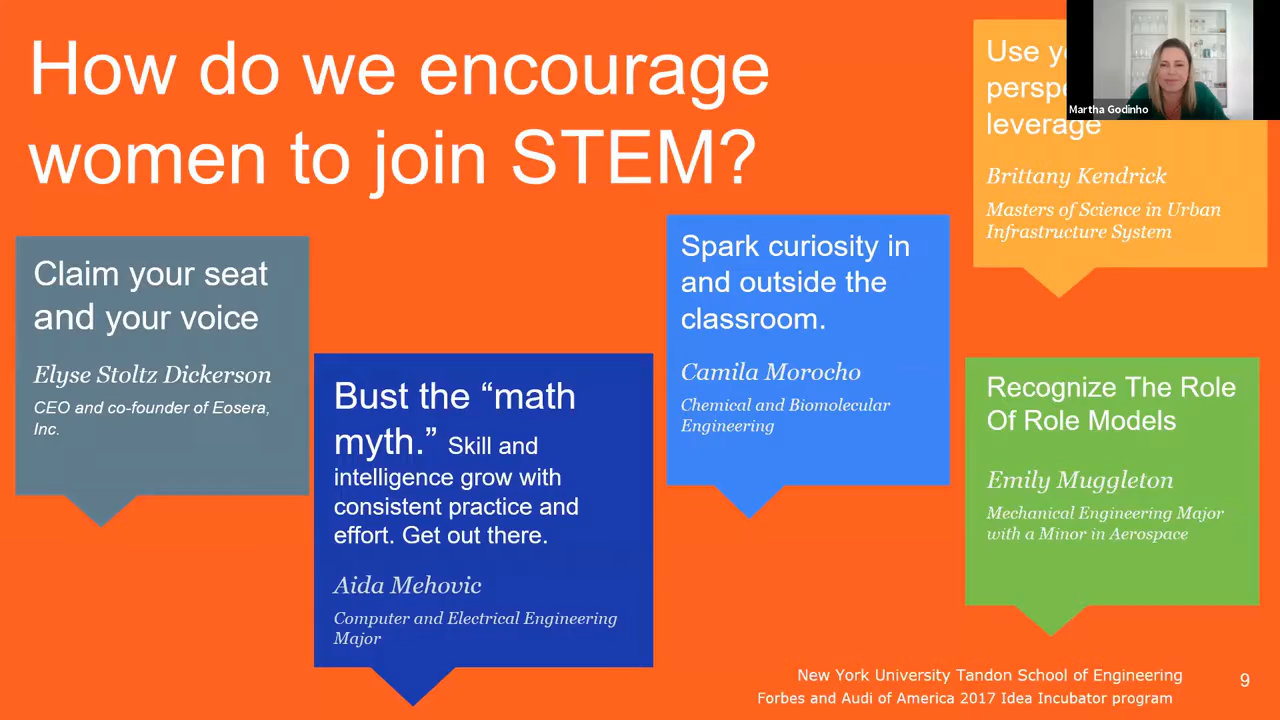 How do we encourage
women to join STEM?
Claim your seat
and your voice
Elyse Stoltz Dickerson
CEO and co-founder of Eosera,
Inc.
Bust the “math
myth.” Skill and
intelligence grow with
consistent practice and
effort. Get out there.
Aida Mehovic
Computer and Electrical Engineering
Major
Spark curiosity in
and outside the
classroom.
Camila Morocho
Chemical and Biomolecular
Engineering
Use
leverage
Brittany Kendrick
Masters of Science in Urban
Infrastructure System
Martha Godinho
Recognize The Role
Of Role Models
Emily Muggleton
Mechanical Engineering Major
with a Minor in Aerospace
New York University Tandon School of Engineering
Forbes and Audi of America 2017 Idea Incubator program
9